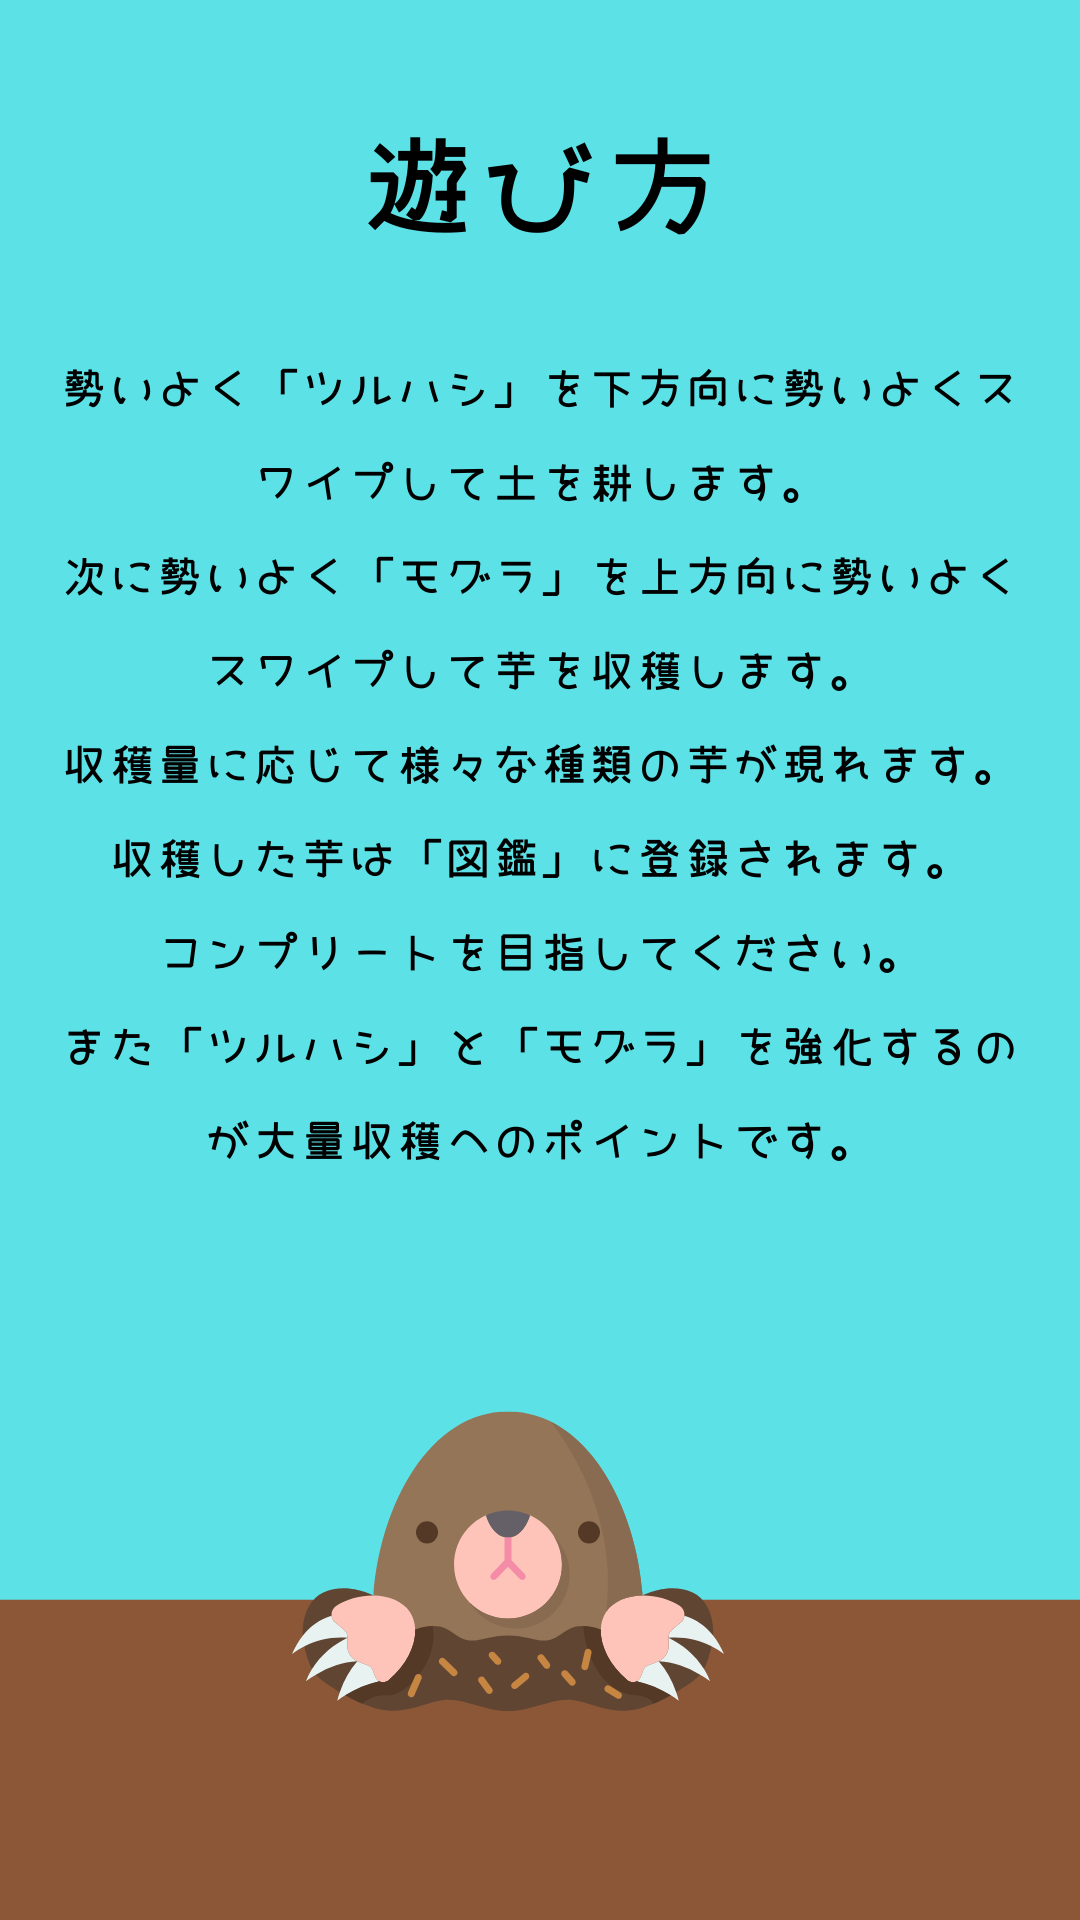 遊び方
勢いよく「ツルハシ」を下方向に勢いよくス
ワイプして土を耕します。
次に勢いよく「モグラ」を上方向に勢いよく
スワイプして芋を収穫します。
収穫量に応じて様々な種類の芋が現れます。
収穫した芋は「図鑑」に登録されます。
コンプリートを目指してください。
また「ツルハシ」と「モグラ」を強化するの
が大量収穫へのポイントです。